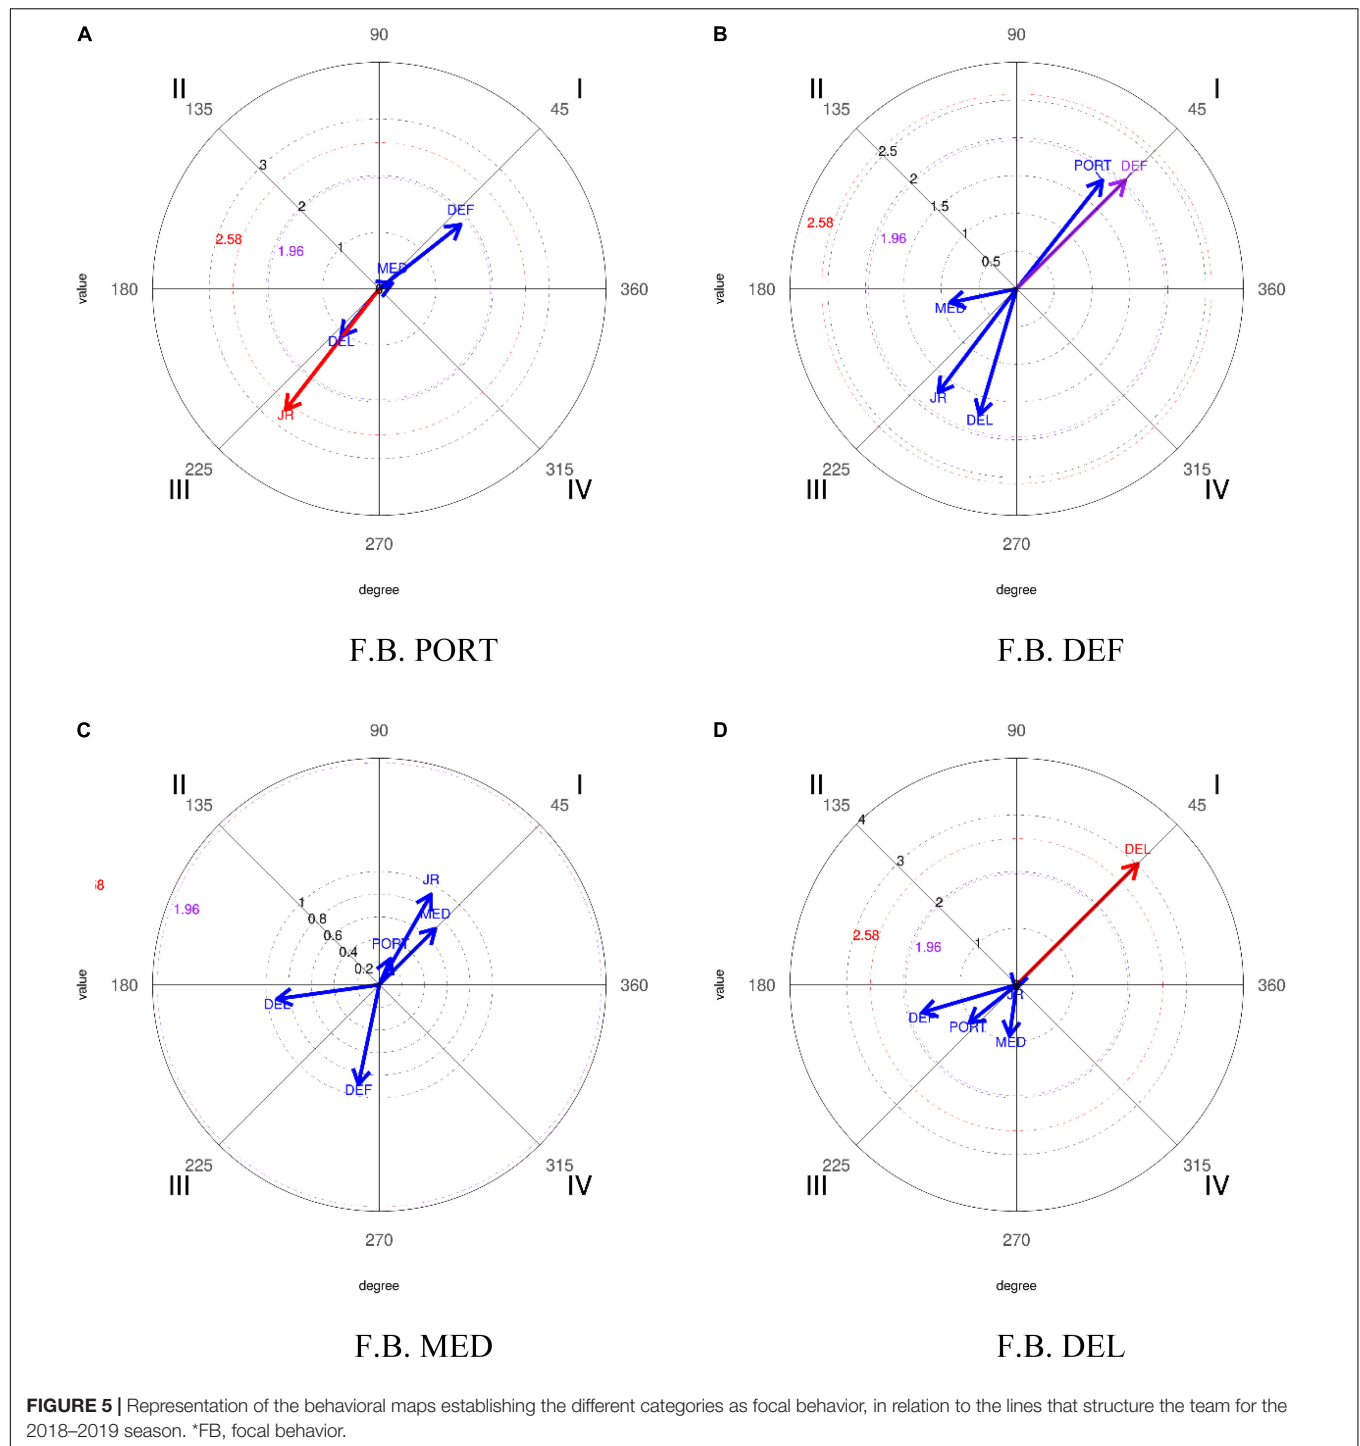 A
90
II
I
135
45
3
2
1
2.58
1.96
DEF
MED
0
DEL
JR
180
360
value
225
315
III
IV
270
degree
F.B. PORT
B
90
II
I
135
45
2.5
2
1.5
1
0.5
2.58
1.96
PORT
DEF
MED
JR
DEL
180
360
value
225
315
III
IV
270
degree
F.B. DEF
C
90
II
I
135
45
1
0.8
0.6
0.4
0.2
8
1.96
JR
MED
PORT
DEL
DEF
180
360
value
225
315
III
IV
270
degree
F.B. MED
D
90
II
I
135
45
4
3
2
1
2.58
1.96
DEL
JR
DEF
PORT
MED
180
360
value
225
315
III
IV
270
degree
F.B. DEL
FIGURE 5 | Representation of the behavioral maps establishing the different categories as focal behavior, in relation to the lines that structure the team for the
2018–2019 season. *FB, focal behavior.